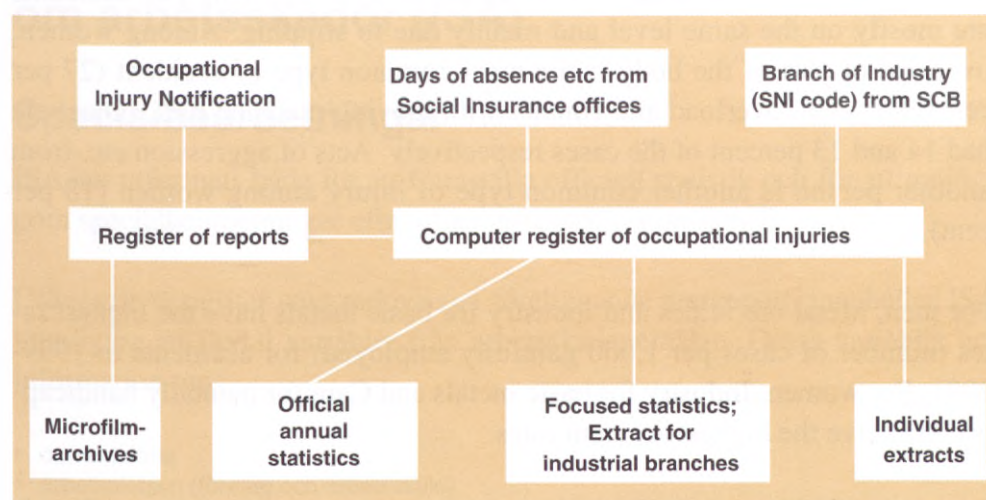 Occupational
Injury Notification
Days of absence etc from
Social Insurance offices
Branch of Industry
(SNI code) from SCB
Register of reports
Computer register of occupational injuries
Microfilm-
archives
Official
annual
statistics
Focused statistics;
Extract for
industrial branches
Individual
extracts